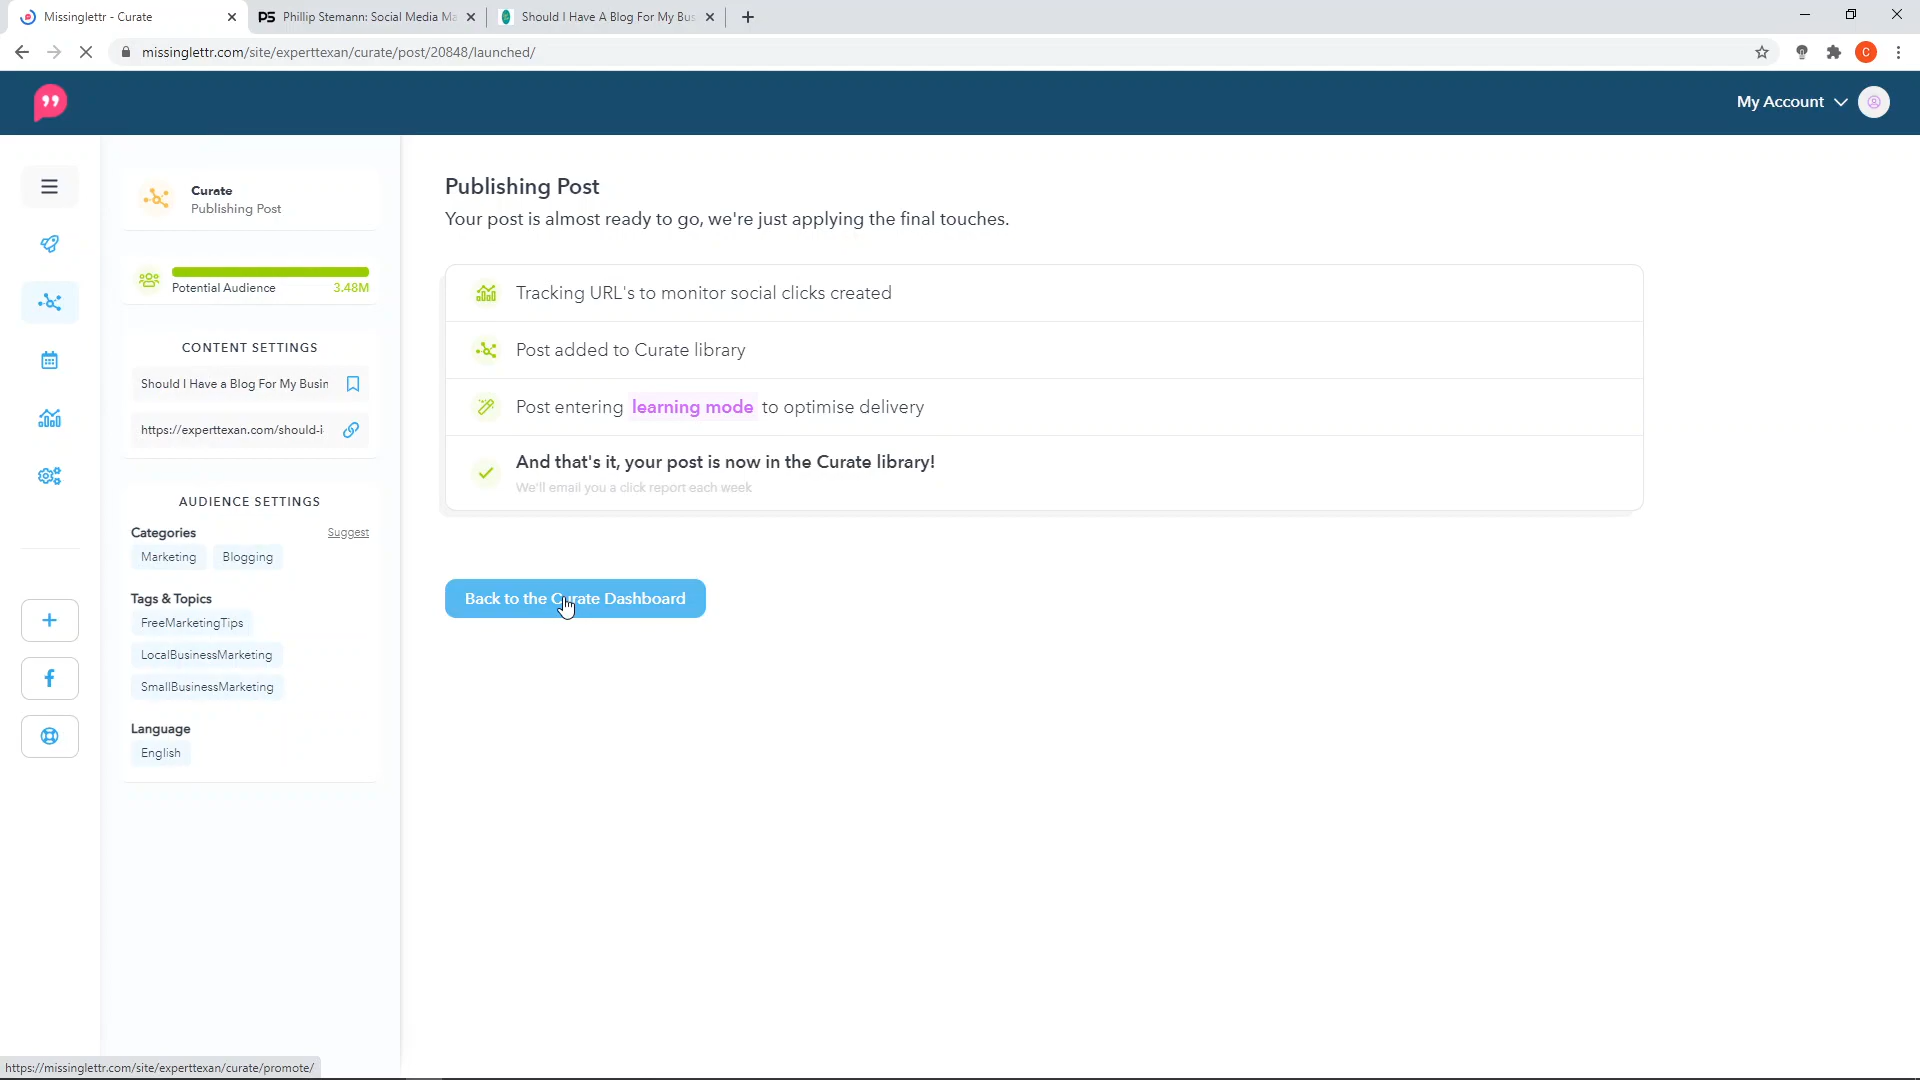 Missinglettr - Curate
Phillip Stemann: Social Media Ma
Should I Have A Blog For My Bus
missinglettr.com/site/experttexan/curate/post/20848/launched/
C
My Account
Curate
Publishing Post
Potential Audience
3.48M
CONTENT SETTINGS
Should I Have a Blog For My Busin
https://experttexan.com/should-i
AUDIENCE SETTINGS
Categories
Suggest
Marketing
Blogging
Tags & Topics
FreeMarketingTips
LocalBusinessMarketing
SmallBusinessMarketing
Language
English
Publishing Post
Your post is almost ready to go, we're just applying the final touches.
Tracking URL's to monitor social clicks created
Post added to Curate library
Post entering learning mode to optimise delivery
And that's it, your post is now in the Curate library!
We'll email you a click report each week
Back to the Curate Dashboard
https://missinglettr.com/site/experttexan/curate/promote/